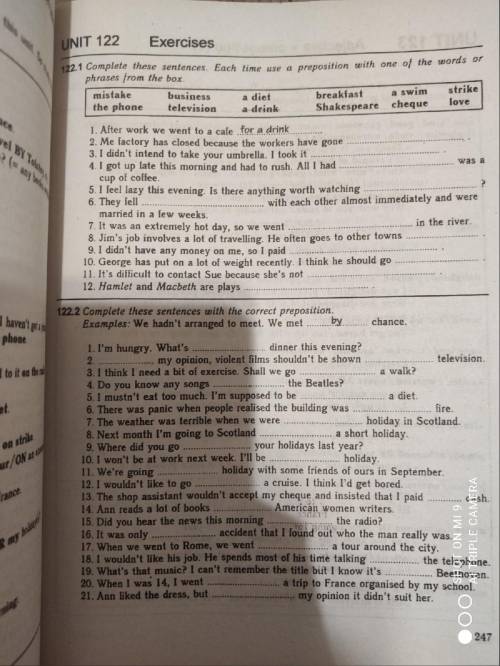 UNIT 122 Exercises
122.1 Complete these sentences. Each time use a preposition with one of the words or
phrases from the box.
mistake business a diet breakfast a swim strike
the phone television a drink Shakespeare cheque love
1. After work we went to a cafe for a drink
2. Me factory has closed because the workers have gone ............ .
3. I didn't intend to take your umbrella. I took it ............ .
4. I got up late this morning and had to rush. All I had ............ was a
cup of coffee.
5. I feel lazy this evening. Is there anything worth watching ............ ?
6. They fell ............ with each other almost immediately and were
married in a few weeks.
7. It was an extremely hot day, so we went ............ in the river.
8. Jim's job involves a lot of travelling. He often goes to other towns ............ .
9. I didn't have any money on me, so I paid ............ .
10. George has put on a lot of weight recently. I think he should go ............
11. It's difficult to contact Sue because she's not ............ .
12. Hamlet and Macbeth are plays ............ .
122.2 Complete these sentences with the correct preposition.
Examples: We hadn't arranged to meet. We met by chance.
1. I'm hungry. What's ............ dinner this evening?
2 ............ my opinion, violent films shouldn't be shown ............ television.
3. I think I need a bit of exercise. Shall we go ............ a walk?
4. Do you know any songs ............ the Beatles?
5. I mustn't eat too much. I'm supposed to be ............ a diet.
6. There was panic when people realised the building was ............ fire.
7. The weather was terrible when we were ............ holiday in Scotland.
8. Next month I'm going to Scotland ............ a short holiday.
9. Where did you go ............ your holidays last year?
10. I won't be at work next week. I'll be ............ holiday.
11. We're going ............ holiday with some friends of ours in September.
12. I wouldn't like to go ............ a cruise. I think I'd get bored.
13. The shop assistant wouldn't accept my cheque and insisted that I paid ............ cash.
14. Ann reads a lot of books ............ American women writers.
15. Did you hear the news this morning ............ the radio?
16. It was only ............ accident that I found out who the man really was.
17. When we went to Rome, we went ............ a tour around the city.
18. I wouldn't like his job. He spends most of his time talking ............ the telephone.
19. What's that music? I can't remember the title but I know it's ............ Beethoven.
20. When I was 14, I went ............ a trip to France organised by my school.
21. Ann liked the dress, but ............ my opinion it didn't suit her.
247
SHOT ON MI 9
AI TRIPLE CAMERA
I haven't got a
phone
on strike